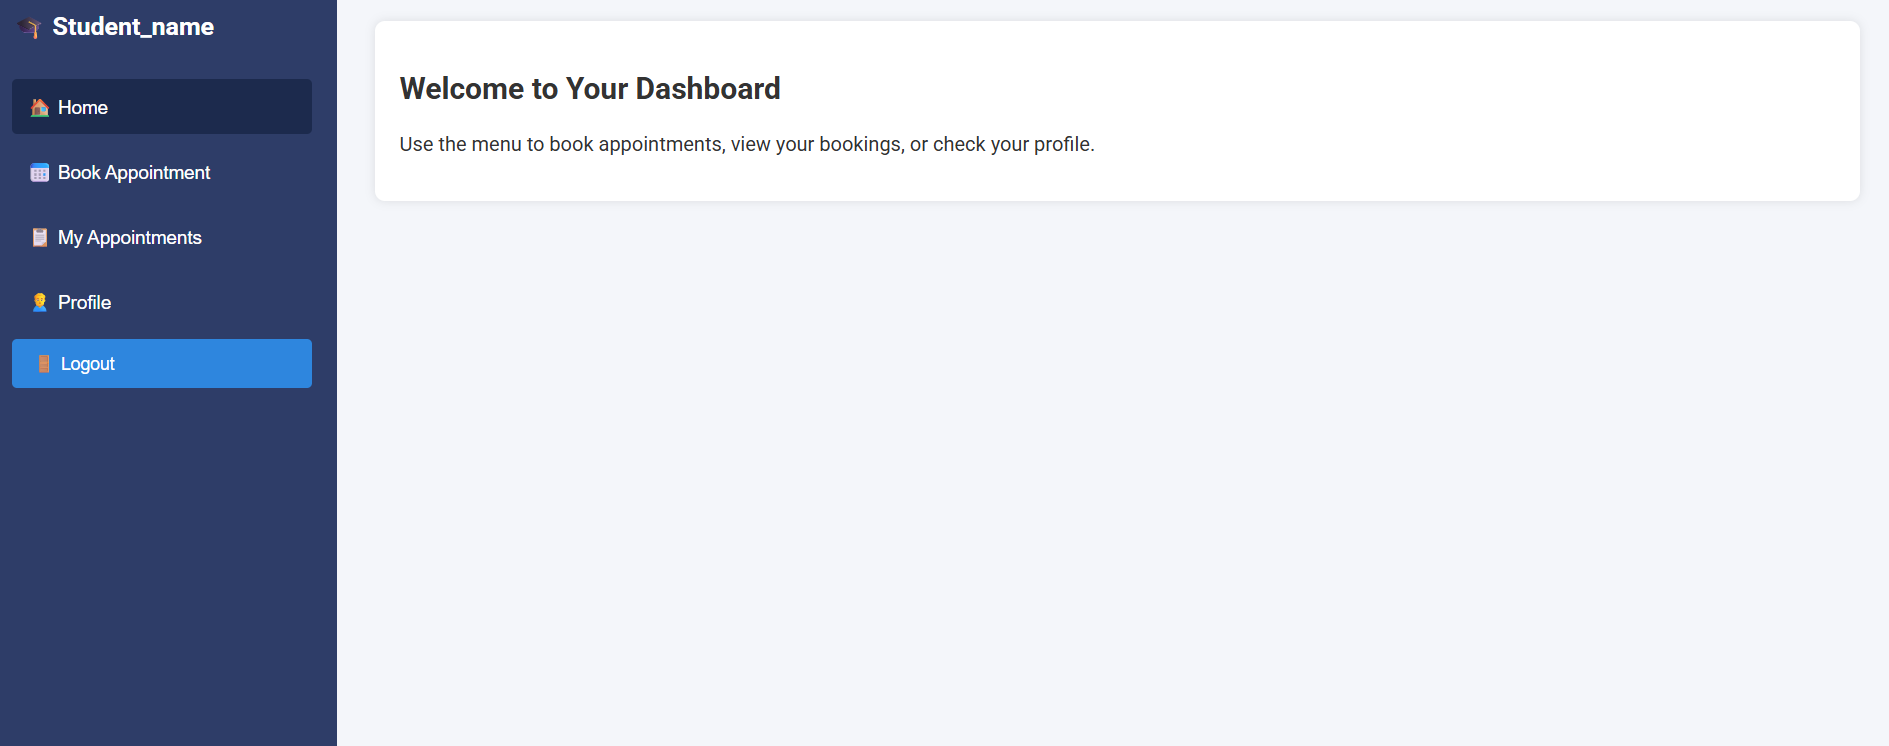 Student_name
Home
Book Appointment
My Appointments
Profile
Logout
Welcome to Your Dashboard
Use the menu to book appointments, view your bookings, or check your profile.